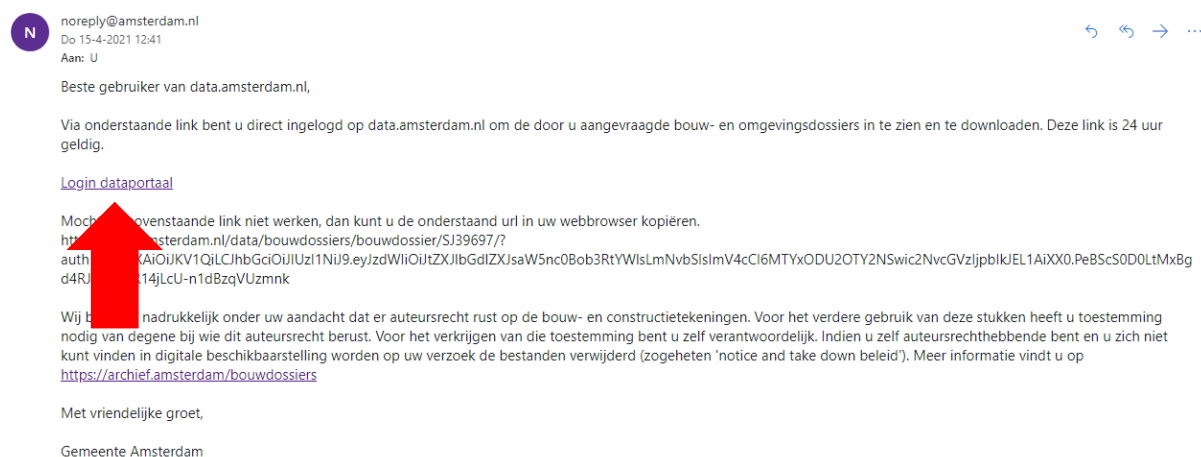 N
noreply@amsterdam.nl
Do 15-4-2021 12:41
Aan: U
Beste gebruiker van data.amsterdam.nl,
Via onderstaande link bent u direct ingelogd op data.amsterdam.nl om de door u aangevraagde bouw- en omgevingsdossiers in te zien en te downloaden. Deze link is 24 uur
geldig.
Login dataportaal
ovenstaande link niet werken, dan kunt u de onderstaand url in uw webbrowser kopiëren.
msterdam.nl/data/bouwdossiers/bouwdossier/SJ39697/?
auth
Wij nadrukkelijk onder uw aandacht dat er auteursrecht rust op de bouw- en constructietekeningen. Voor het verdere gebruik van deze stukken heeft u toestemming
nodig van degene bij wie dit auteursrecht berust. Voor het verkrijgen van die toestemming bent u zelf verantwoordelijk. Indien u zelf auteursrechthebbende bent en u zich niet
kunt vinden in digitale beschikbaarstelling worden op uw verzoek de bestanden verwijderd (zogeheten 'notice and take down beleid'). Meer informatie vindt u op
https://archief.amsterdam/bouwdossiers
Met vriendelijke groet,
Gemeente Amsterdam